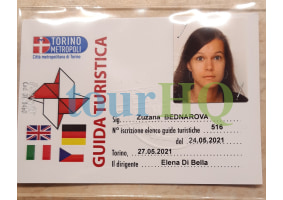 TORINO
METROPOLI
Città metropolitana di Torino
GUIDA TURISTICA
tourHQ
Sig. Zuzana BEDNAROVA
N° iscrizione elenco guide turistiche 516
del 24.05.2021
Torino, 27.05.2021
Il dirigente Elena Di Bella